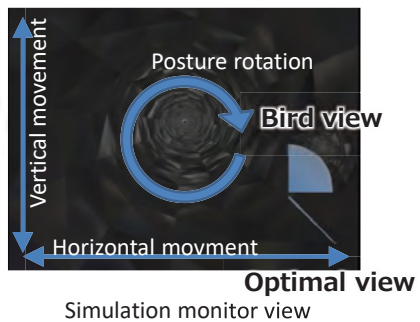 Vertical movement
Posture rotation
Bird view
Horizontal movment
Optimal view
Simulation monitor view